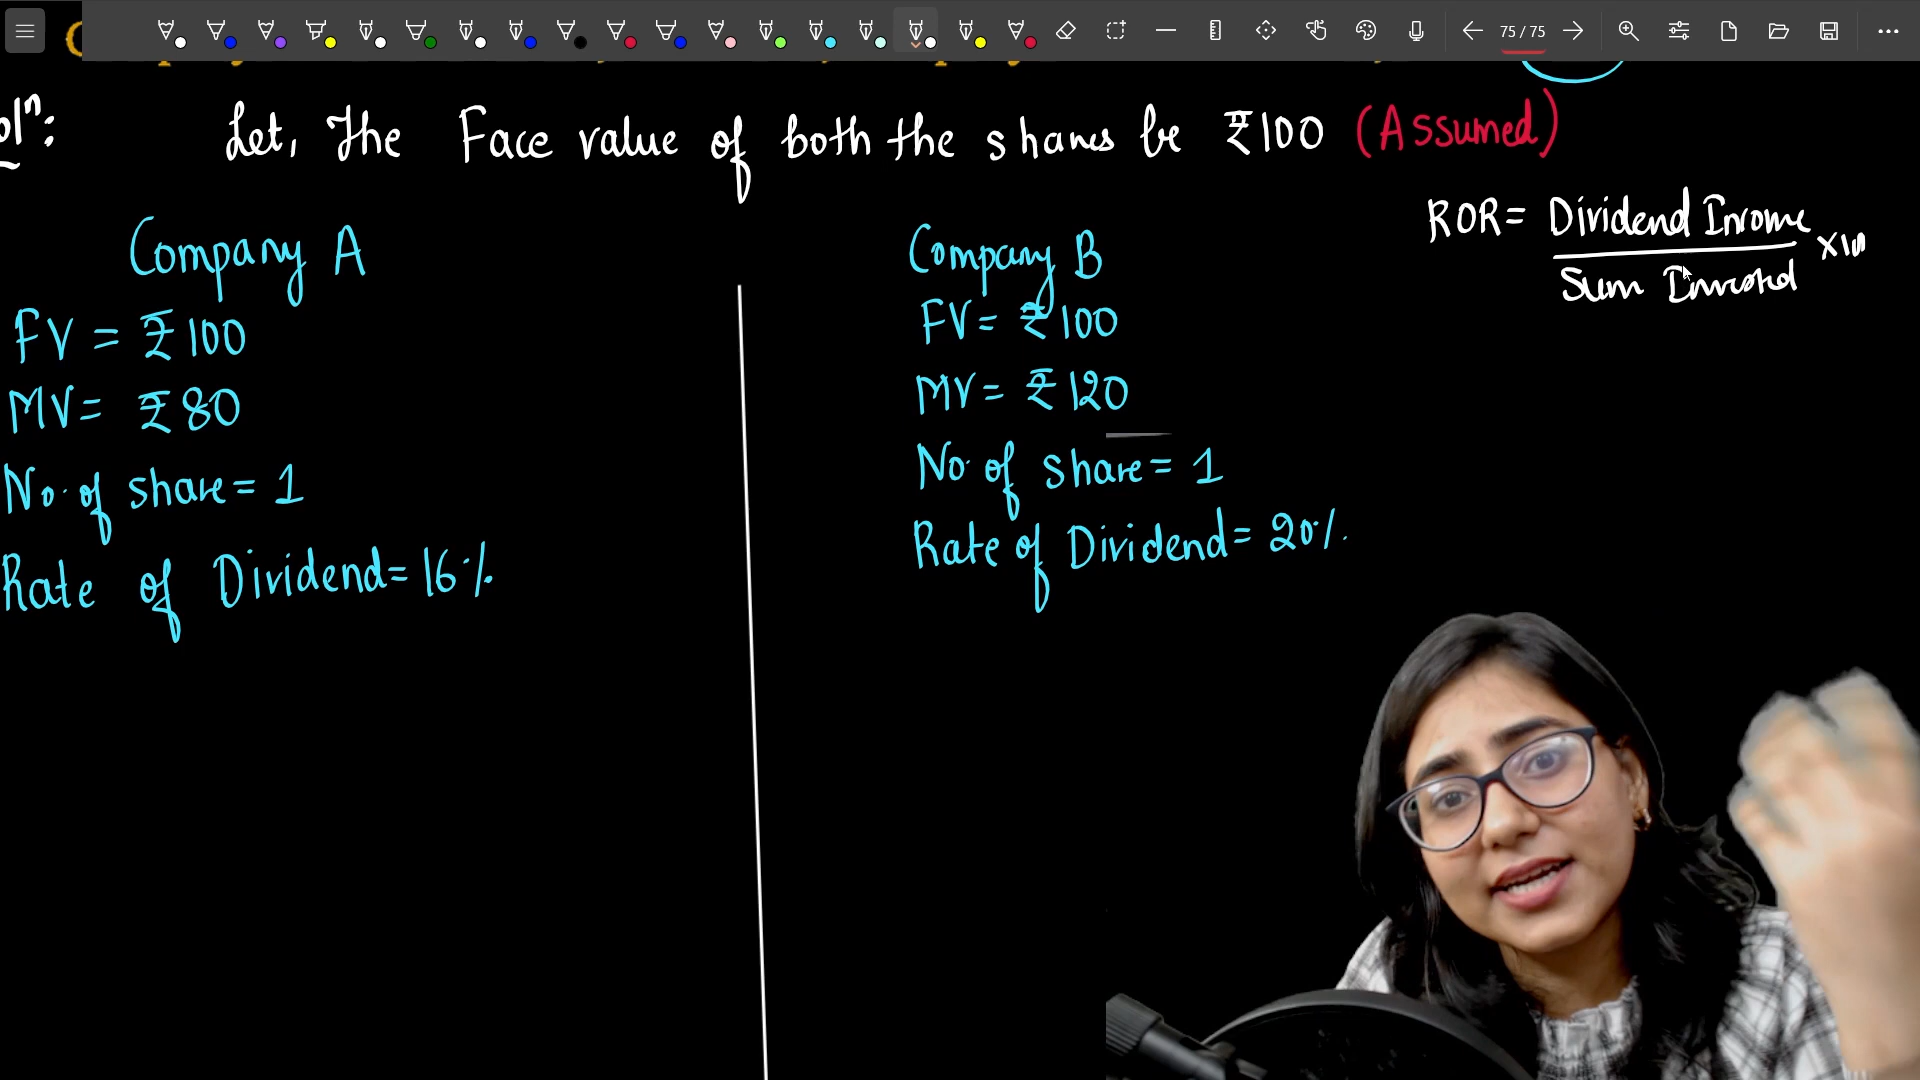 75 / 75
olⁿ:
Let, The Face value of both the shares be ₹100 (Assumed)
Company A
FV = ₹100
MV = ₹80
No. of share = 1
Rate of Dividend = 16%
Company B
FV = ₹100
MV = ₹120
No. of share = 1
Rate of Dividend = 20%
ROR = Dividend Income
Sum Invested